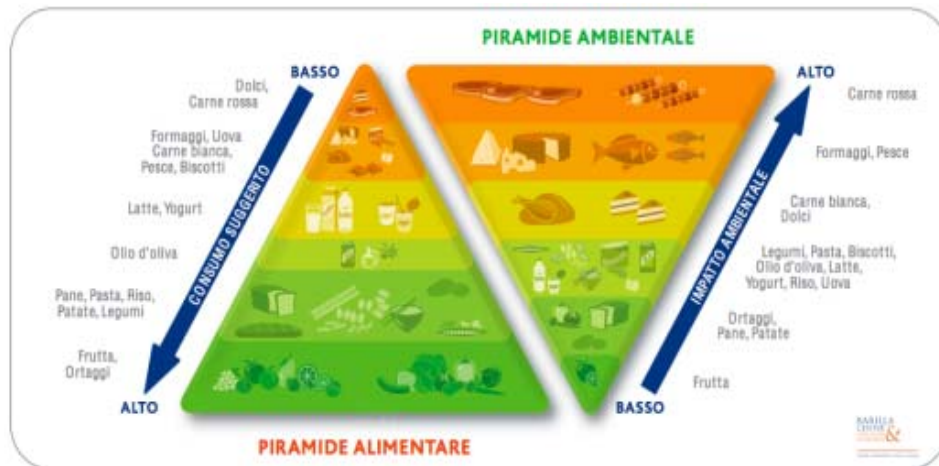 PIRAMIDE AMBIENTALE
BASSO
Dolci,
Carne rossa
Formaggi, Uova
Carne bianca,
Pesce, Biscotti
Latte, Yogurt
Olio d'oliva
Pane, Pasta, Riso,
Patate, Legumi
Frutta,
Ortaggi
ALTO
CONSUMO SUGGERITO
PIRAMIDE ALIMENTARE
ALTO
Carne rossa
Formaggi, Pesce
Carne bianca,
Dolci
Legumi, Pasta, Biscotti,
Olio d'oliva, Latte,
Yogurt, Riso, Uova
Ortaggi,
Pane, Patate
Frutta
BASSO
IMPATTO AMBIENTALE
BARILLA
CENTER
&